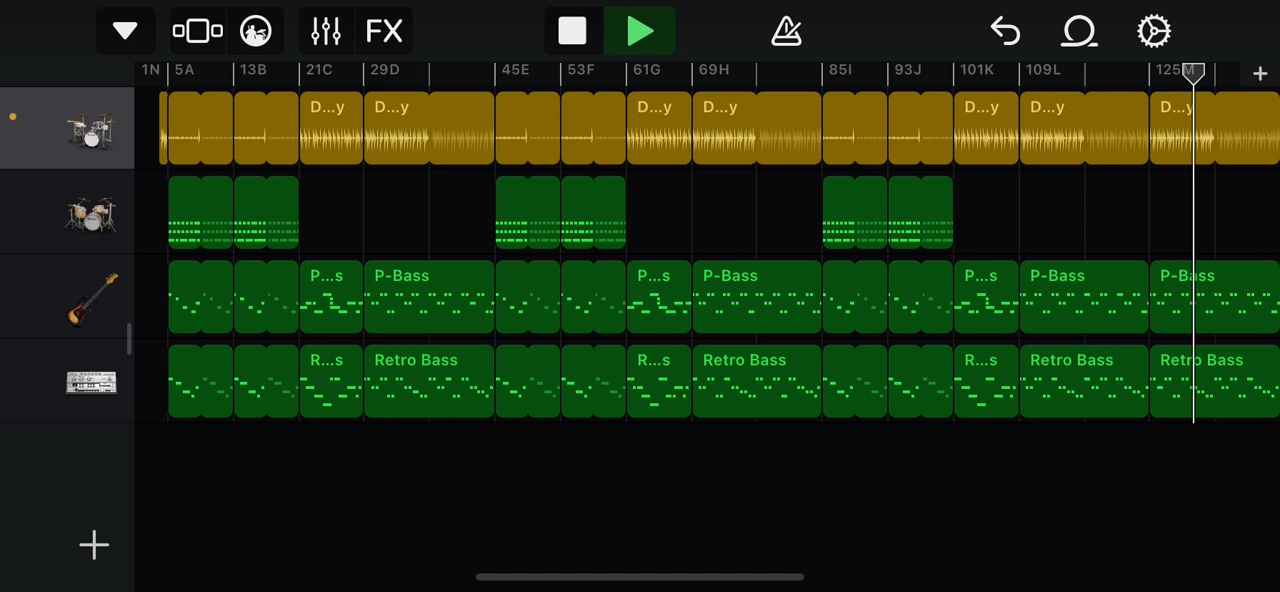 FX
1N 5A 13B 21C 29D 45E 53F 61G 69H 85I 93J 101K 109L 125M
D...y D...y D...y D...y D...y D...y D...y
P...s P-Bass P...s P-Bass P...s P-Bass P-Bass
R...s Retro Bass R...s Retro Bass R...s Retro Bass Retro Bass